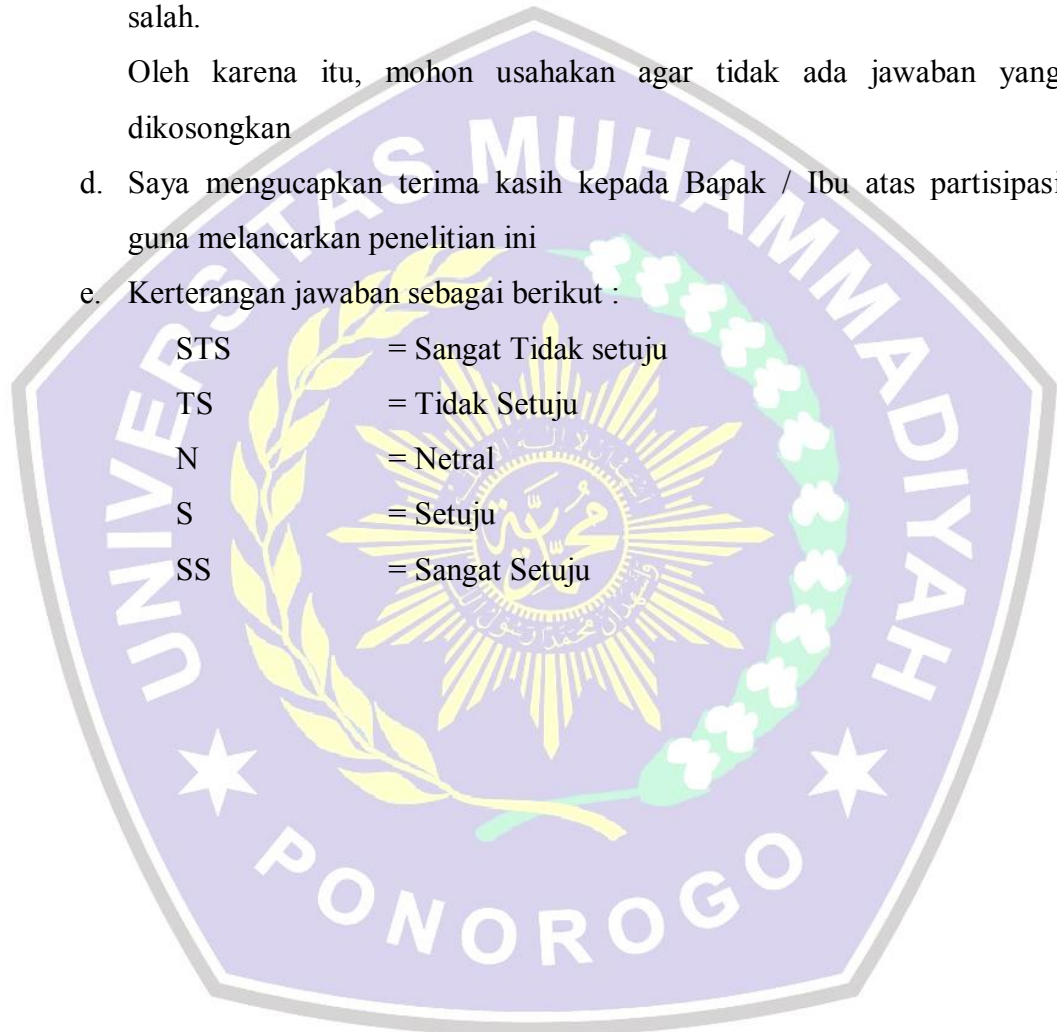 salah.
Oleh karena itu, mohon usahakan agar tidak ada jawaban yang
dikosongkan
d. Saya mengucapkan terima kasih kepada Bapak / Ibu atas partisipasi
guna melancarkan penelitian ini
e. Kerterangan jawaban sebagai berikut :
STS = Sangat Tidak setuju
TS = Tidak Setuju
N = Netral
S = Setuju
SS = Sangat Setuju
UNIVERSITAS MUHAMMADIYAH
PONOROGO